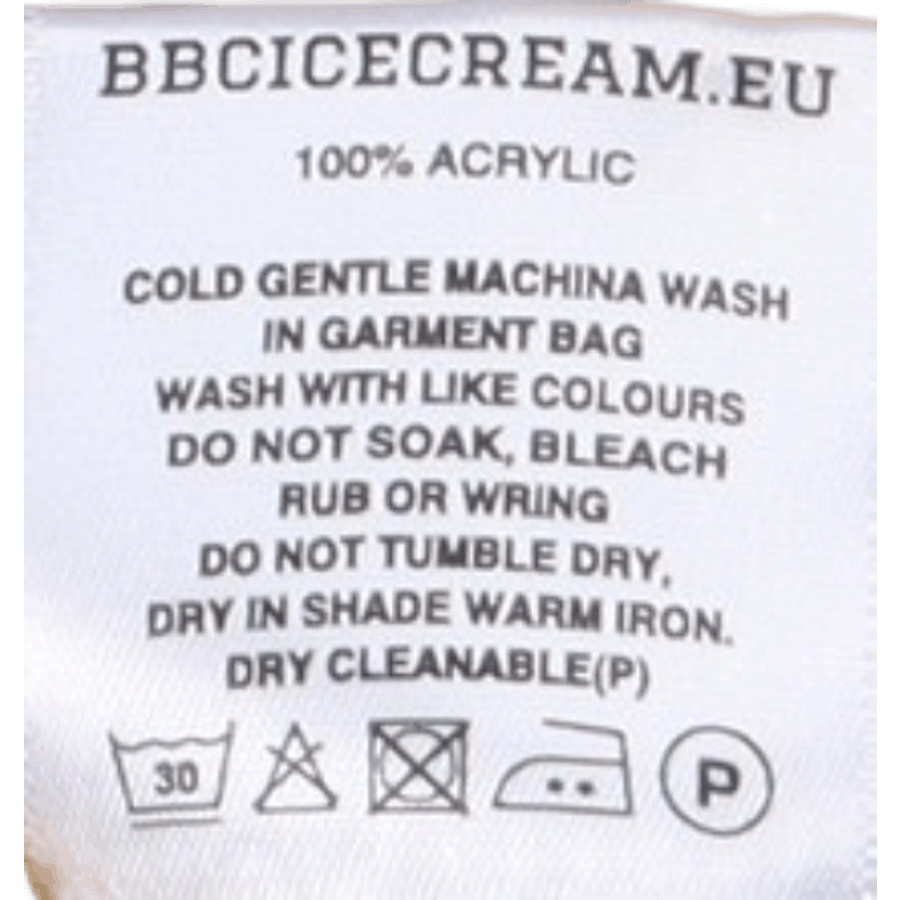 BBCICECREAM.EU
100% ACRYLIC
COLD GENTLE MACHINA WASH
IN GARMENT BAG
WASH WITH LIKE COLOURS
DO NOT SOAK, BLEACH
RUB OR WRING
DO NOT TUMBLE DRY,
DRY IN SHADE WARM IRON.
DRY CLEANABLE(P)
30 P